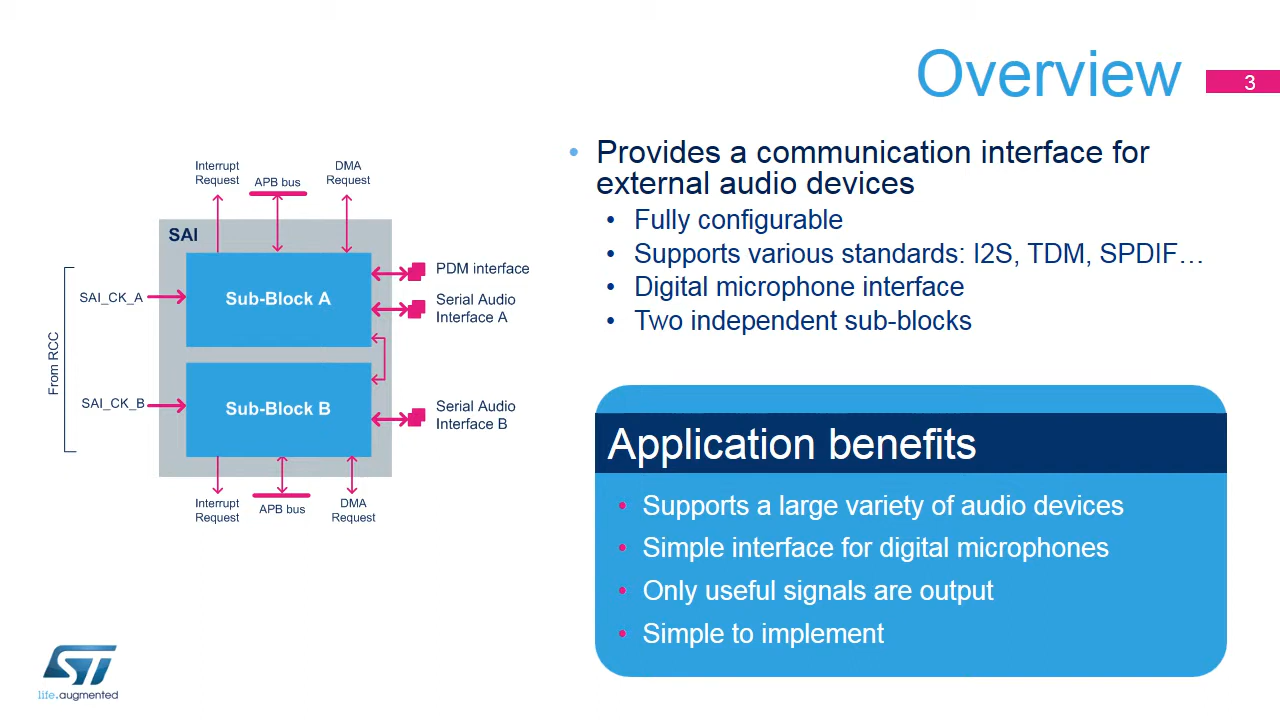 Overview
3
Interrupt
Request
APB bus
DMA
Request
SAI
Sub-Block A
SAI_CK_A
PDM interface
Serial Audio
Interface A
From RCC
Sub-Block B
SAI_CK_B
Serial Audio
Interface B
Interrupt
Request
APB bus
DMA
Request
• Provides a communication interface for
external audio devices
• Fully configurable
• Supports various standards: I2S, TDM, SPDIF…
• Digital microphone interface
• Two independent sub-blocks
Application benefits
• Supports a large variety of audio devices
• Simple interface for digital microphones
• Only useful signals are output
• Simple to implement
ST
life.augmented